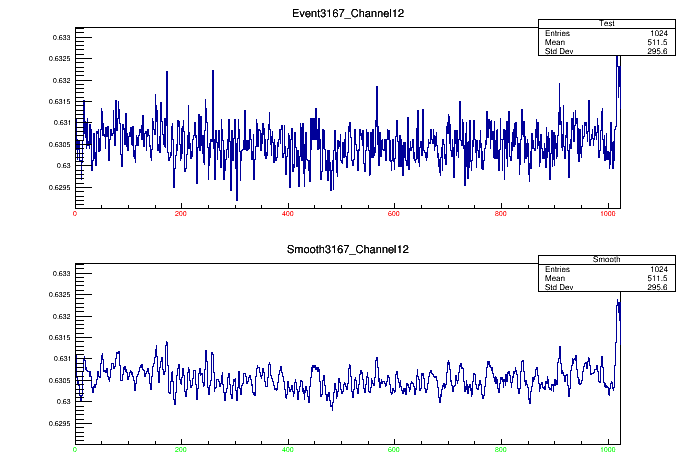 Event3167_Channel12
Test
Entries 1024
Mean 511.5
Std Dev 295.6
0.633
0.6325
0.632
0.6315
0.631
0.6305
0.63
0.6295
0 200 400 600 800 1000
Smooth3167_Channel12
Smooth
Entries 1024
Mean 511.5
Std Dev 295.6
0.633
0.6325
0.632
0.6315
0.631
0.6305
0.63
0.6295
0 200 400 600 800 1000